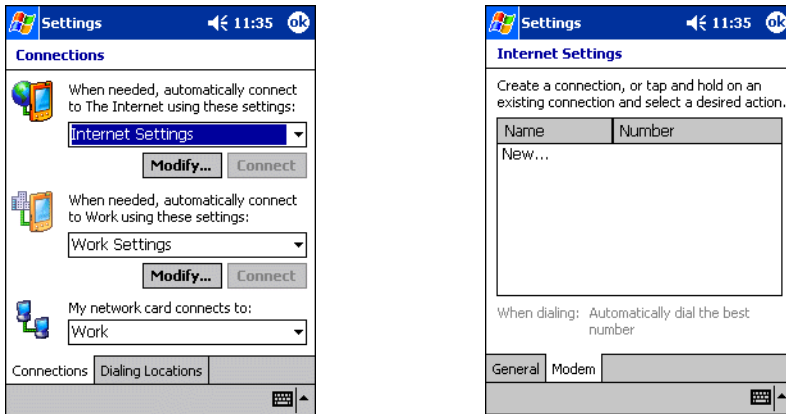 Settings 11:35 ok
Connections
When needed, automatically connect
to The Internet using these settings:
Internet Settings
Modify... Connect
When needed, automatically connect
to Work using these settings:
Work Settings
Modify... Connect
My network card connects to:
Work
Connections Dialing Locations
Settings 11:35 ok
Internet Settings
Create a connection, or tap and hold on an
existing connection and select a desired action.
Name Number
New...
When dialing: Automatically dial the best
number
General Modem